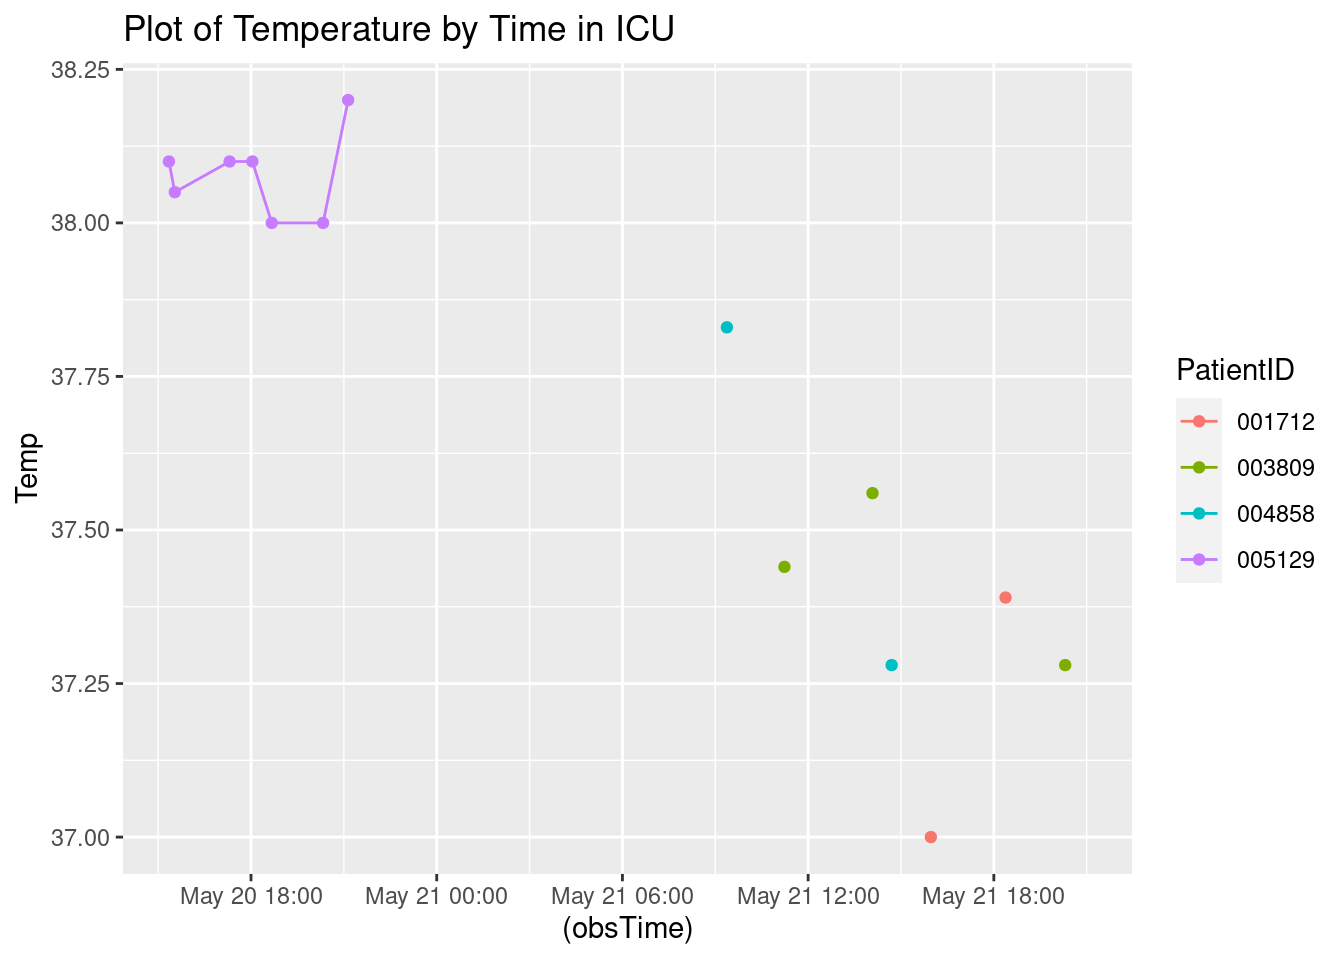 Plot of Temperature by Time in ICU
38.25
38.00
37.75
37.50
37.25
37.00
Temp
May 20 18:00 May 21 00:00 May 21 06:00 May 21 12:00 May 21 18:00
(obsTime)
PatientID
001712
003809
004858
005129